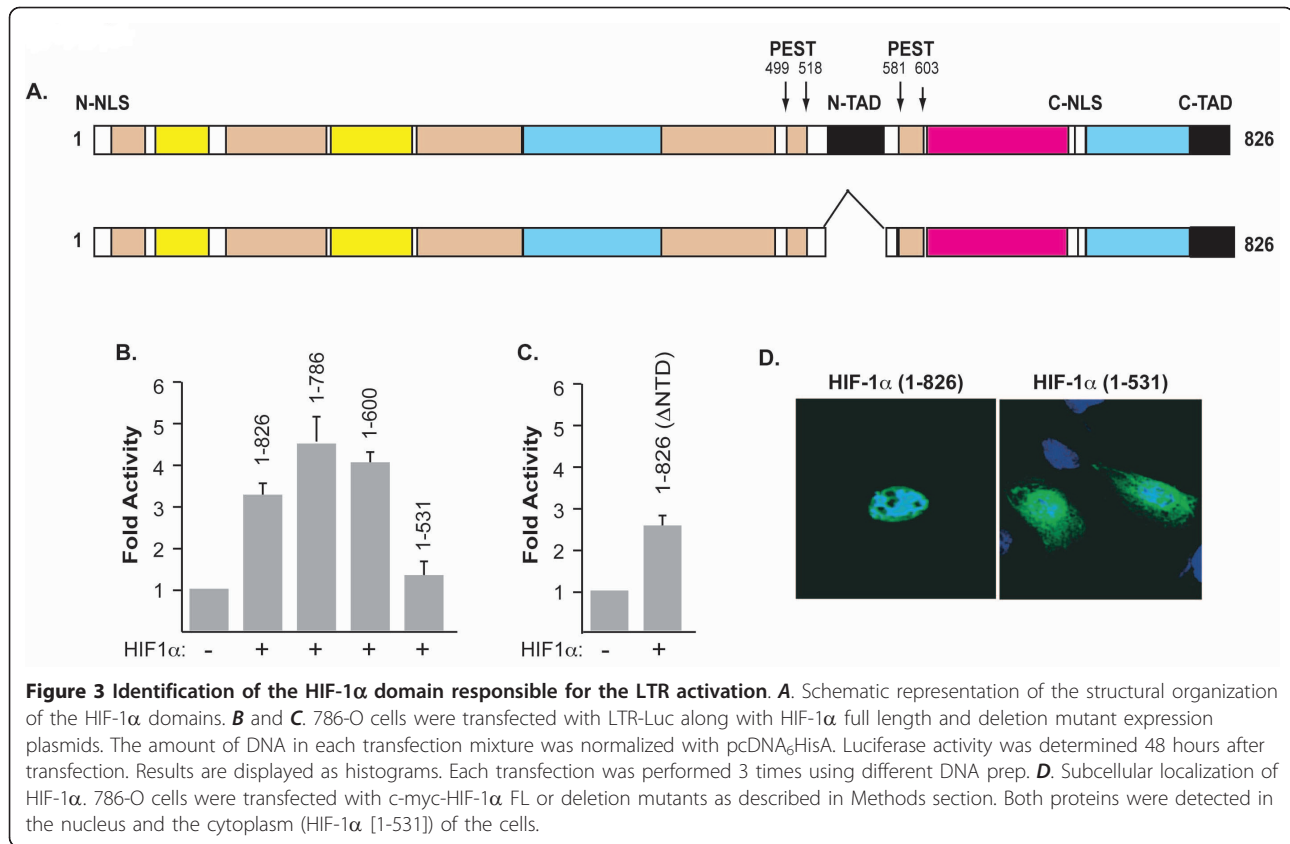 A.
PEST PEST
499 518 581 603
N-NLS N-TAD C-NLS C-TAD
1 826
1 826
B.
Fold Activity
6
5
4
3
2
1
1-826
1-786
1-600
1-531
HIF1α: - + + + +
C.
Fold Activity
6
5
4
3
2
1
1-826 (ΔNTD)
HIF1α: - +
D.
HIF-1α (1-826) HIF-1α (1-531)
Figure 3 Identification of the HIF-1α domain responsible for the LTR activation. A. Schematic representation of the structural organization
of the HIF-1α domains. B and C. 786-O cells were transfected with LTR-Luc along with HIF-1α full length and deletion mutant expression
plasmids. The amount of DNA in each transfection mixture was normalized with pcDNA₆HisA. Luciferase activity was determined 48 hours after
transfection. Results are displayed as histograms. Each transfection was performed 3 times using different DNA prep. D. Subcellular localization of
HIF-1α. 786-O cells were transfected with c-myc-HIF-1α FL or deletion mutants as described in Methods section. Both proteins were detected in
the nucleus and the cytoplasm (HIF-1α [1-531]) of the cells.